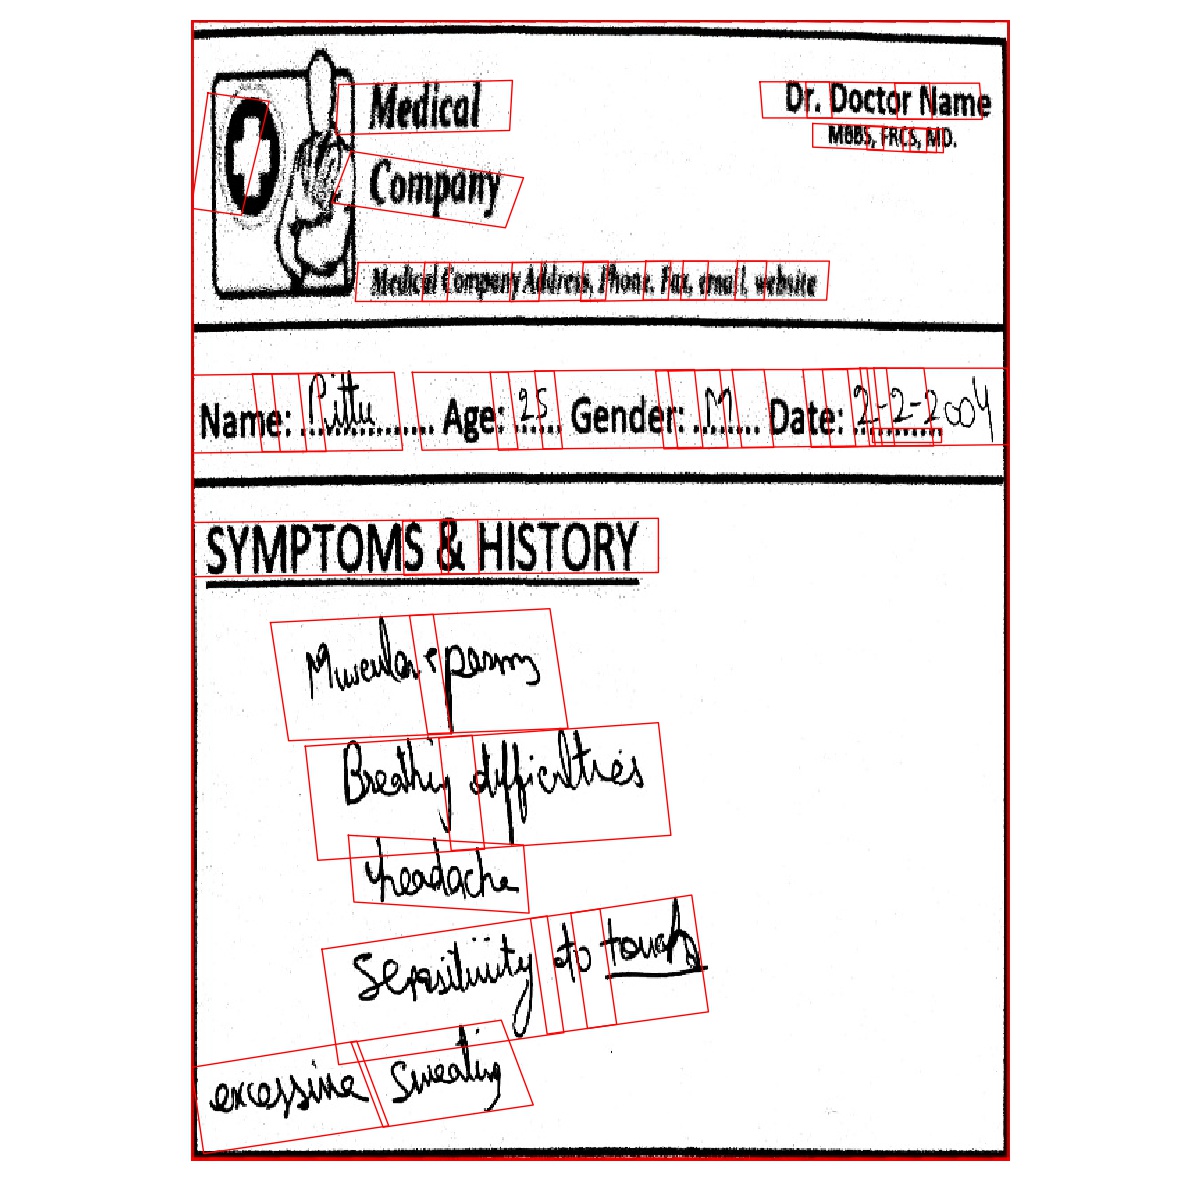 Medical
Company
Dr. Doctor Name
MBBS, FRCS, MD.
Medical Company Address, Phone, Fax, email, website
Name: Pittu Age: 25 Gender: M Date: 2-2-2004
SYMPTOMS & HISTORY
Muscular spasms
Breathing difficulties
headache
Sensitivity to touch
excessive sweating